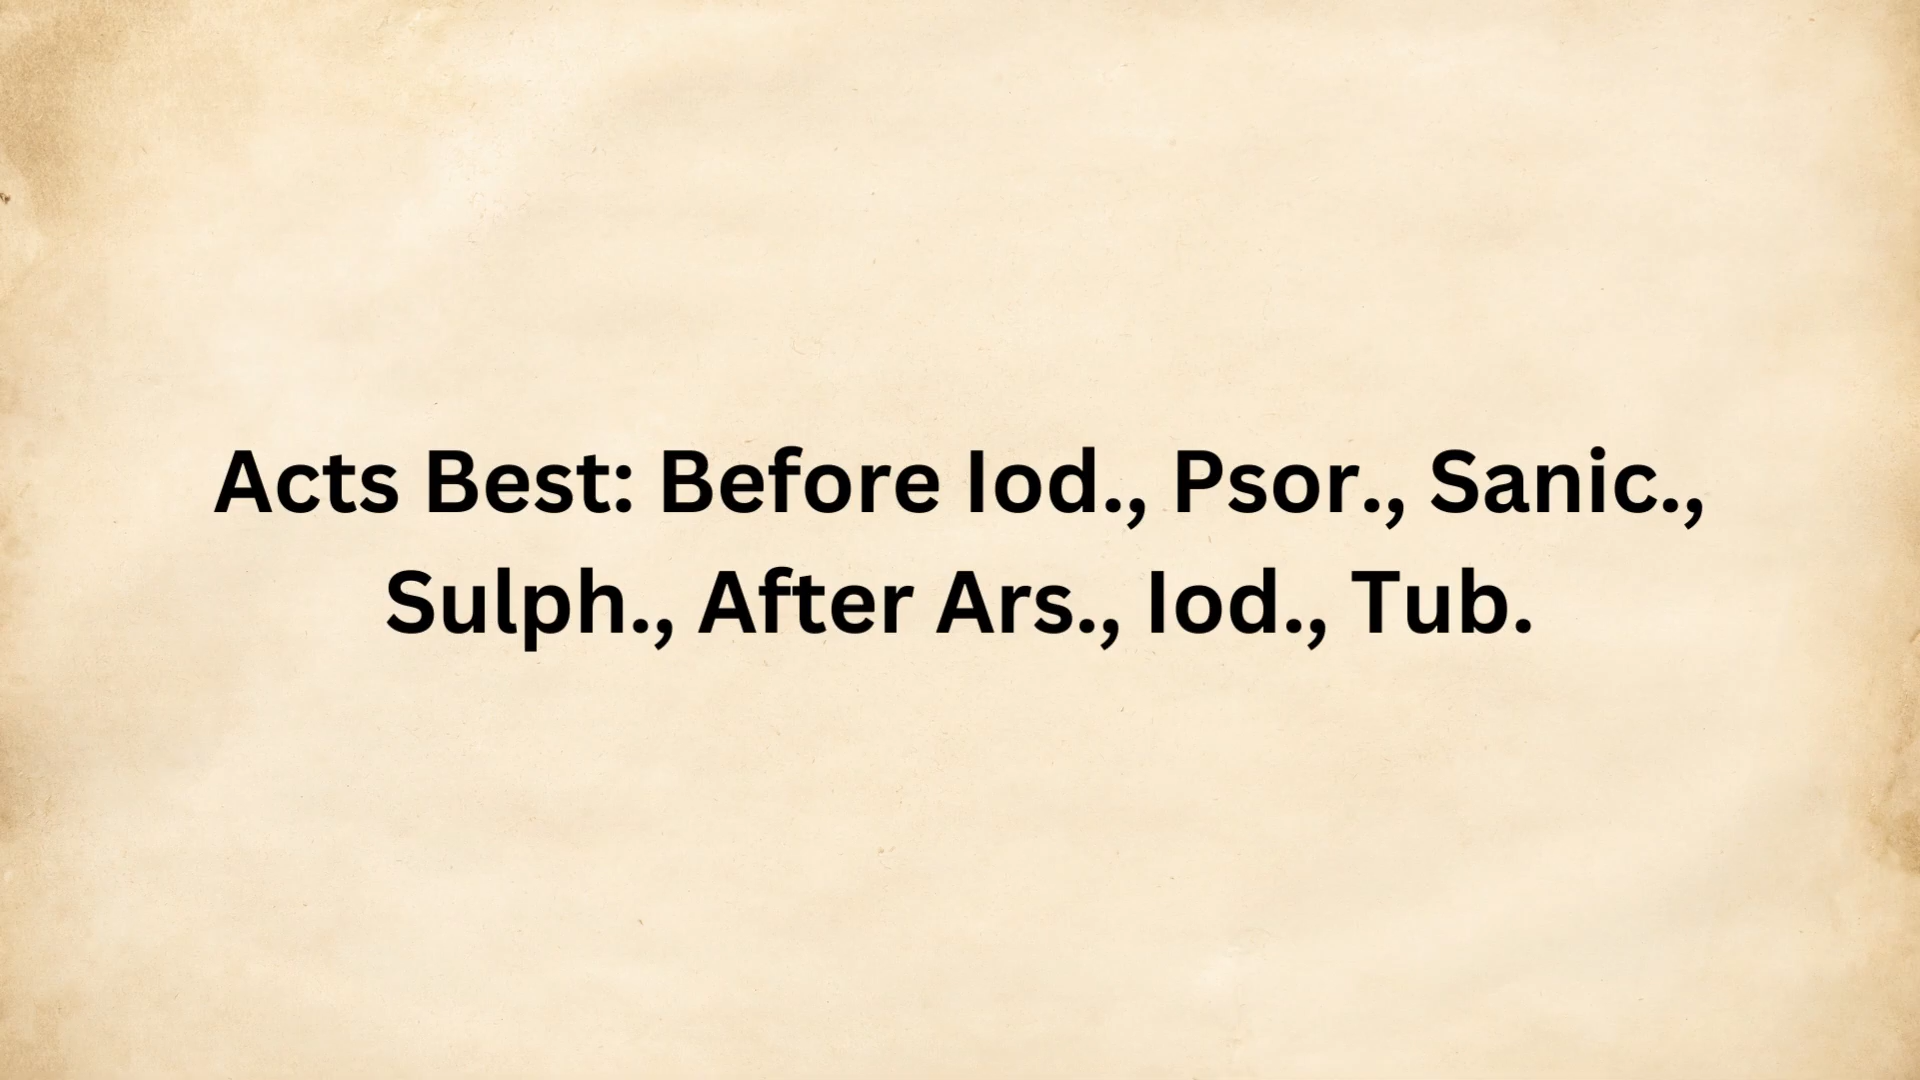 Acts Best: Before Iod., Psor., Sanic.,
Sulph., After Ars., Iod., Tub.